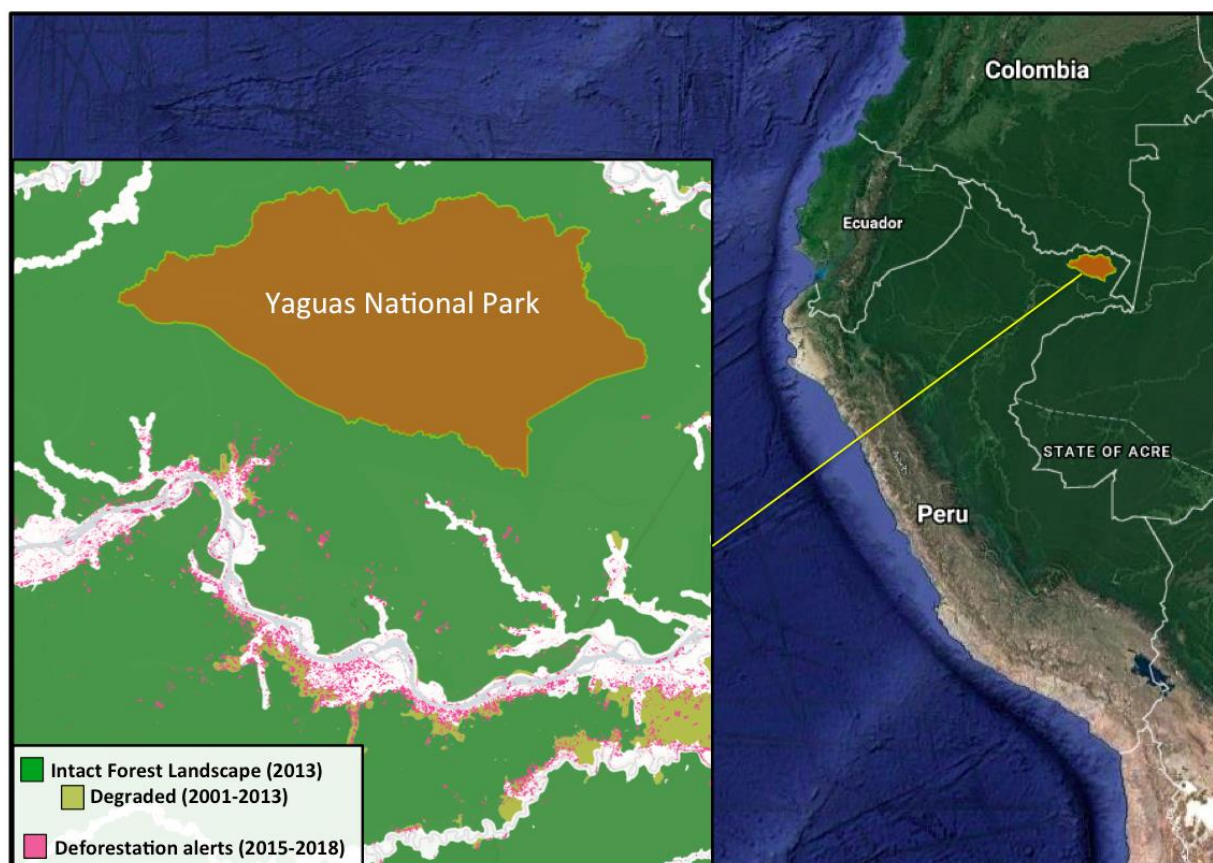 Colombia
Ecuador
Yaguas National Park
STATE OF ACRE
Peru
Intact Forest Landscape (2013)
Degraded (2001-2013)
Deforestation alerts (2015-2018)